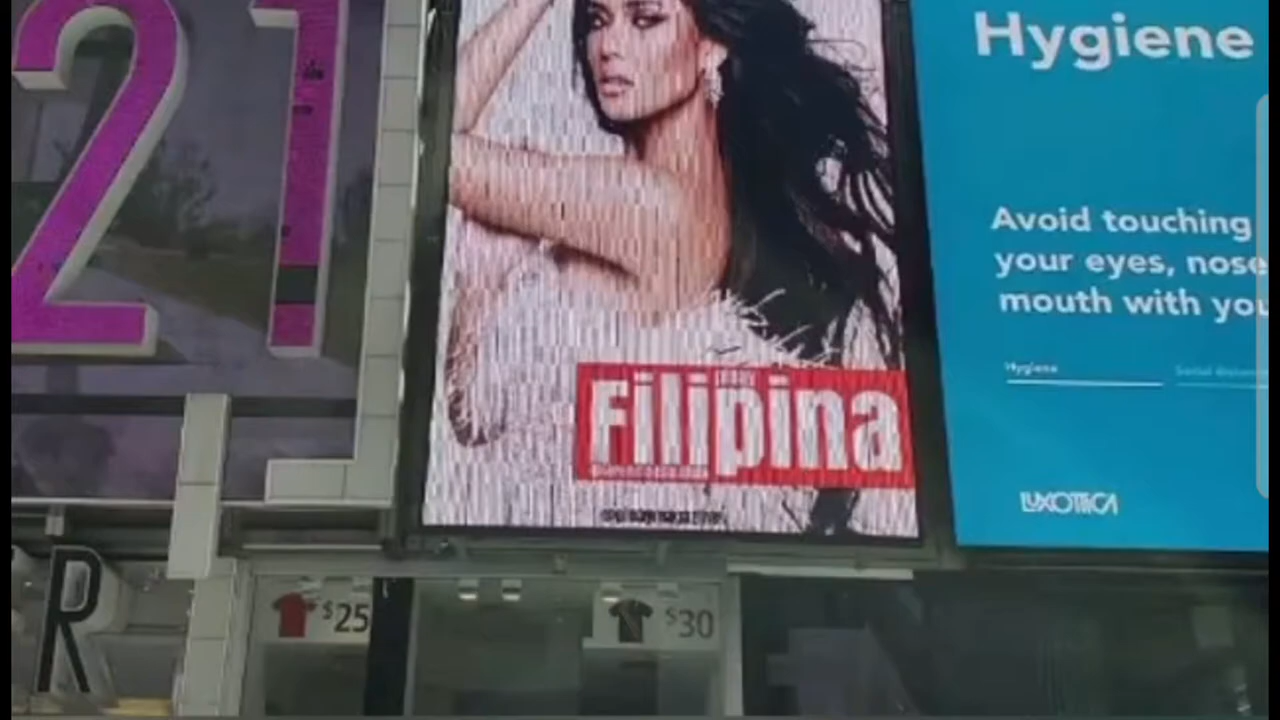 21
Filipina
Hygiene
Avoid touching
your eyes, nose
mouth with you
Hygiene
LUXOTTICA
R
$25
$30